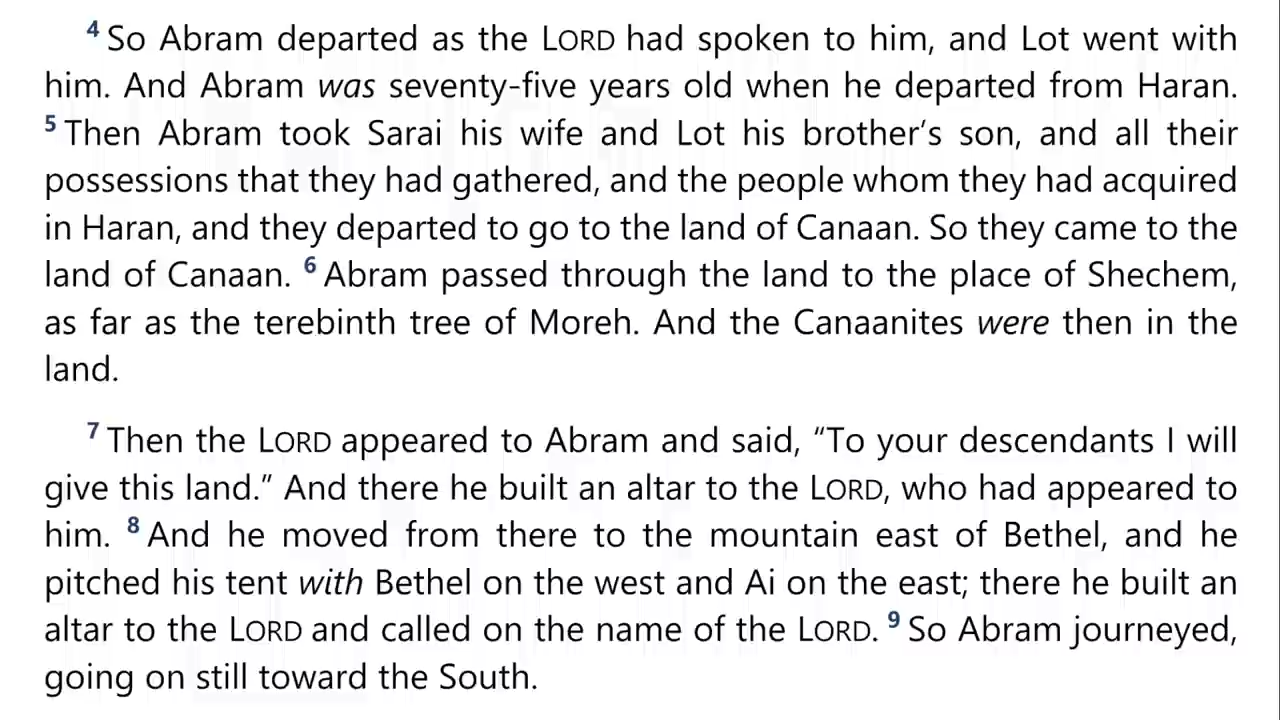 4 So Abram departed as the LORD had spoken to him, and Lot went with
him. And Abram was seventy-five years old when he departed from Haran.
5 Then Abram took Sarai his wife and Lot his brother’s son, and all their
possessions that they had gathered, and the people whom they had acquired
in Haran, and they departed to go to the land of Canaan. So they came to the
land of Canaan. 6 Abram passed through the land to the place of Shechem,
as far as the terebinth tree of Moreh. And the Canaanites were then in the
land.
7 Then the LORD appeared to Abram and said, “To your descendants I will
give this land.” And there he built an altar to the LORD, who had appeared to
him. 8 And he moved from there to the mountain east of Bethel, and he
pitched his tent with Bethel on the west and Ai on the east; there he built an
altar to the LORD and called on the name of the LORD. 9 So Abram journeyed,
going on still toward the South.